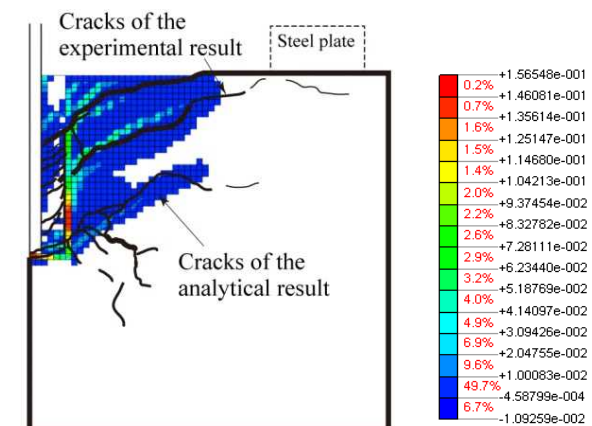 Cracks of the
experimental result
Steel plate
Cracks of the
analytical result
+1.56548e-001
0.2%
+1.46081e-001
0.7%
+1.35614e-001
1.6%
+1.25147e-001
1.5%
+1.14680e-001
1.4%
+1.04213e-001
2.0%
+9.37454e-002
2.2%
+8.32782e-002
2.6%
+7.28111e-002
2.9%
+6.23440e-002
3.2%
+5.18769e-002
4.0%
+4.14097e-002
4.9%
+3.09426e-002
6.9%
+2.04755e-002
9.6%
+1.00083e-002
49.7%
-4.58799e-004
6.7%
-1.09259e-002